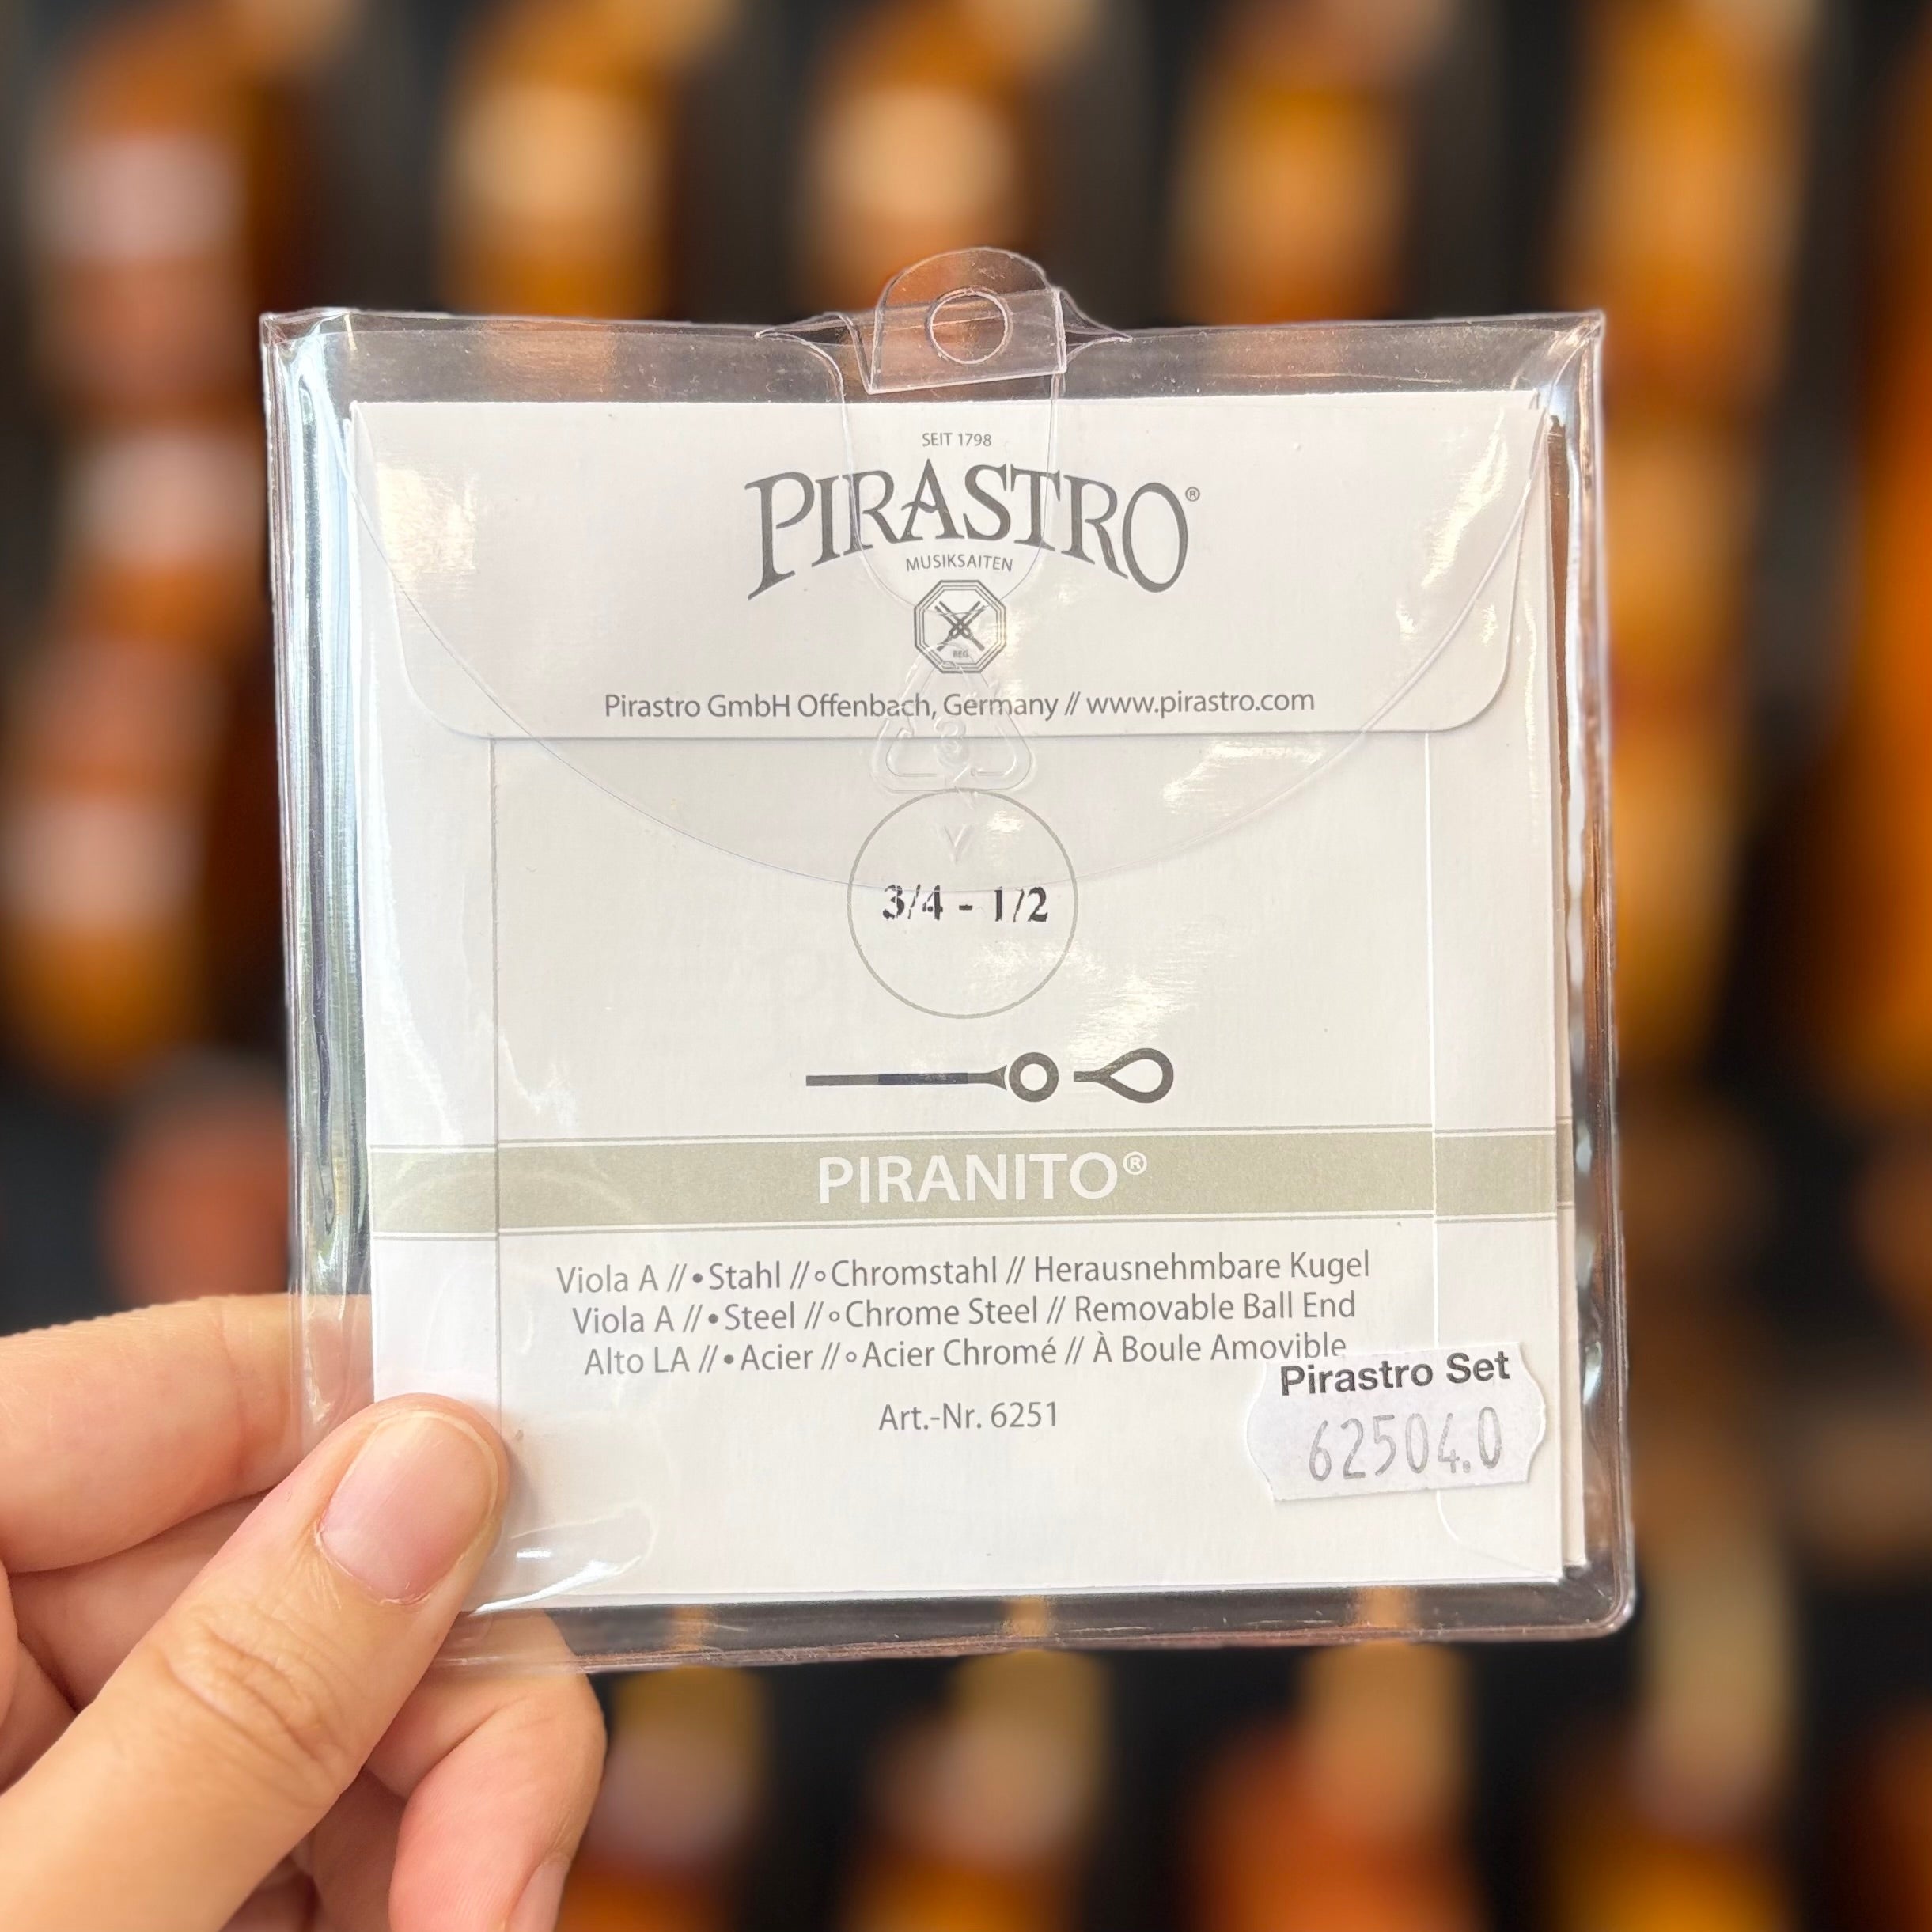 SEIT 1798
PIRASTRO®
MUSIKSAITEN
REG.
Pirastro GmbH Offenbach, Germany // www.pirastro.com
3
V
3/4 - 1/2
PIRANITO®
Viola A // • Stahl // ◦ Chromstahl // Herausnehmbare Kugel
Viola A // • Steel // ◦ Chrome Steel // Removable Ball End
Alto LA // • Acier // ◦ Acier Chromé // À Boule Amovible
Art.-Nr. 6251
Pirastro Set
62504.0